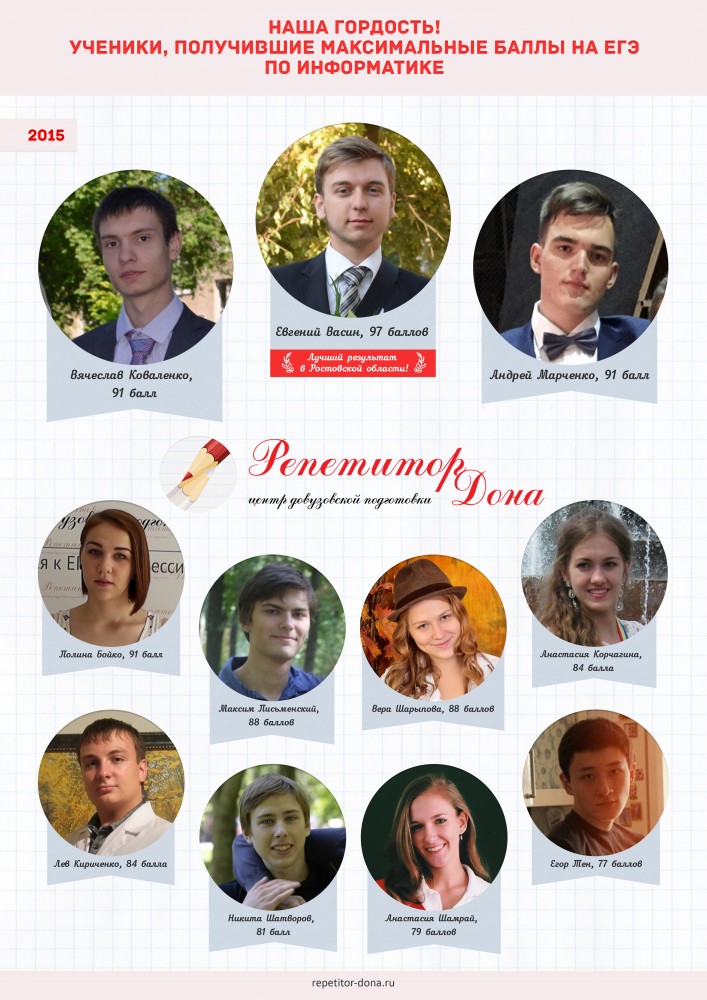 НАША ГОРДОСТЬ!
УЧЕНИКИ, ПОЛУЧИВШИЕ МАКСИМАЛЬНЫЕ БАЛЛЫ НА ЕГЭ
ПО ИНФОРМАТИКЕ
2015
Евгений Васин, 97 баллов
Лучший результат
в Ростовской области!
Вячеслав Коваленко,
91 балл
Андрей Марченко, 91 балл
Репетитор
Дона
центр довузовской подготовки
Полина Бойко, 91 балл
Анастасия Корчагина,
84 балла
Максим Письменский,
88 баллов
Вера Шарыпова, 88 баллов
Лев Кириченко, 84 балла
Егор Тен, 77 баллов
Никита Шатворов,
81 балл
Анастасия Шамрай,
79 баллов
repetitor-dona.ru